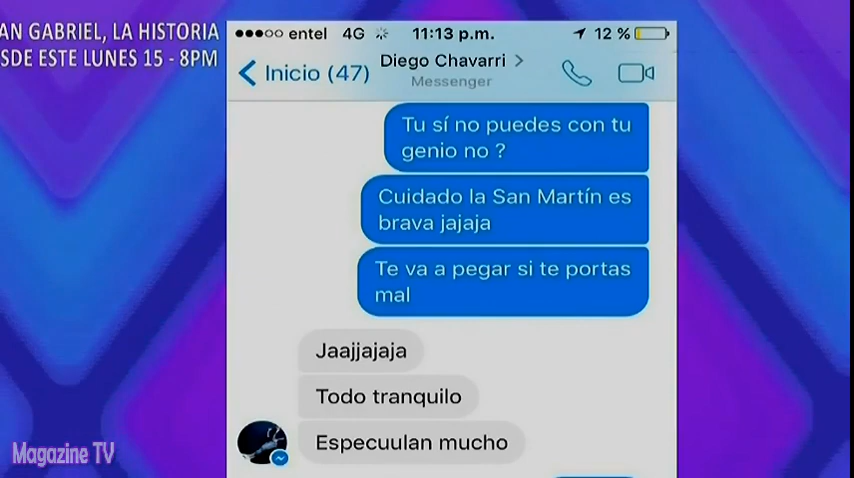 AN GABRIEL, LA HISTORIA
SDE ESTE LUNES 15 - 8PM
entel 4G 11:13 p.m. 12 %
Inicio (47)
Diego Chavarri
Messenger
Tu sí no puedes con tu
genio no ?
Cuidado la San Martín es
brava jajaja
Te va a pegar si te portas
mal
Jaajjajaja
Todo tranquilo
Especuulan mucho
Magazine TV